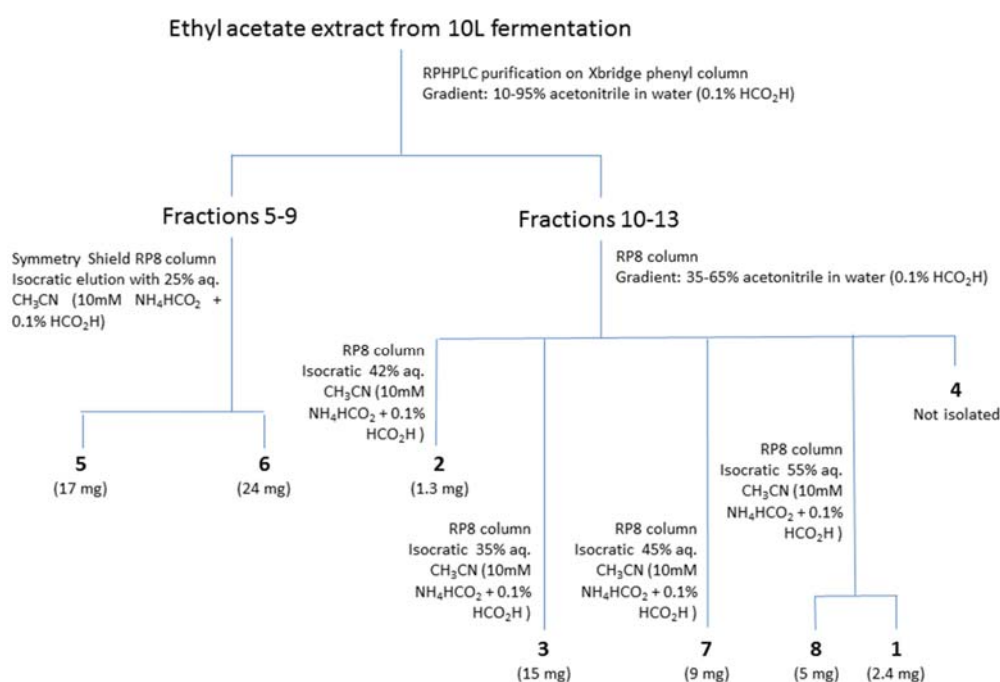 Ethyl acetate extract from 10L fermentation
RPHPLC purification on Xbridge phenyl column
Gradient: 10-95% acetonitrile in water (0.1% HCO₂H)
Fractions 5-9
Fractions 10-13
Symmetry Shield RP8 column
Isocratic elution with 25% aq.
CH₃CN (10mM NH₄HCO₂ +
0.1% HCO₂H)
RP8 column
Gradient: 35-65% acetonitrile in water (0.1% HCO₂H)
5
(17 mg)
6
(24 mg)
RP8 column
Isocratic 42% aq.
CH₃CN (10mM
NH₄HCO₂ + 0.1%
HCO₂H )
2
(1.3 mg)
RP8 column
Isocratic 35% aq.
CH₃CN (10mM
NH₄HCO₂ + 0.1%
HCO₂H )
3
(15 mg)
RP8 column
Isocratic 45% aq.
CH₃CN (10mM
NH₄HCO₂ + 0.1%
HCO₂H )
7
(9 mg)
RP8 column
Isocratic 55% aq.
CH₃CN (10mM
NH₄HCO₂ + 0.1%
HCO₂H )
8
(5 mg)
1
(2.4 mg)
4
Not isolated